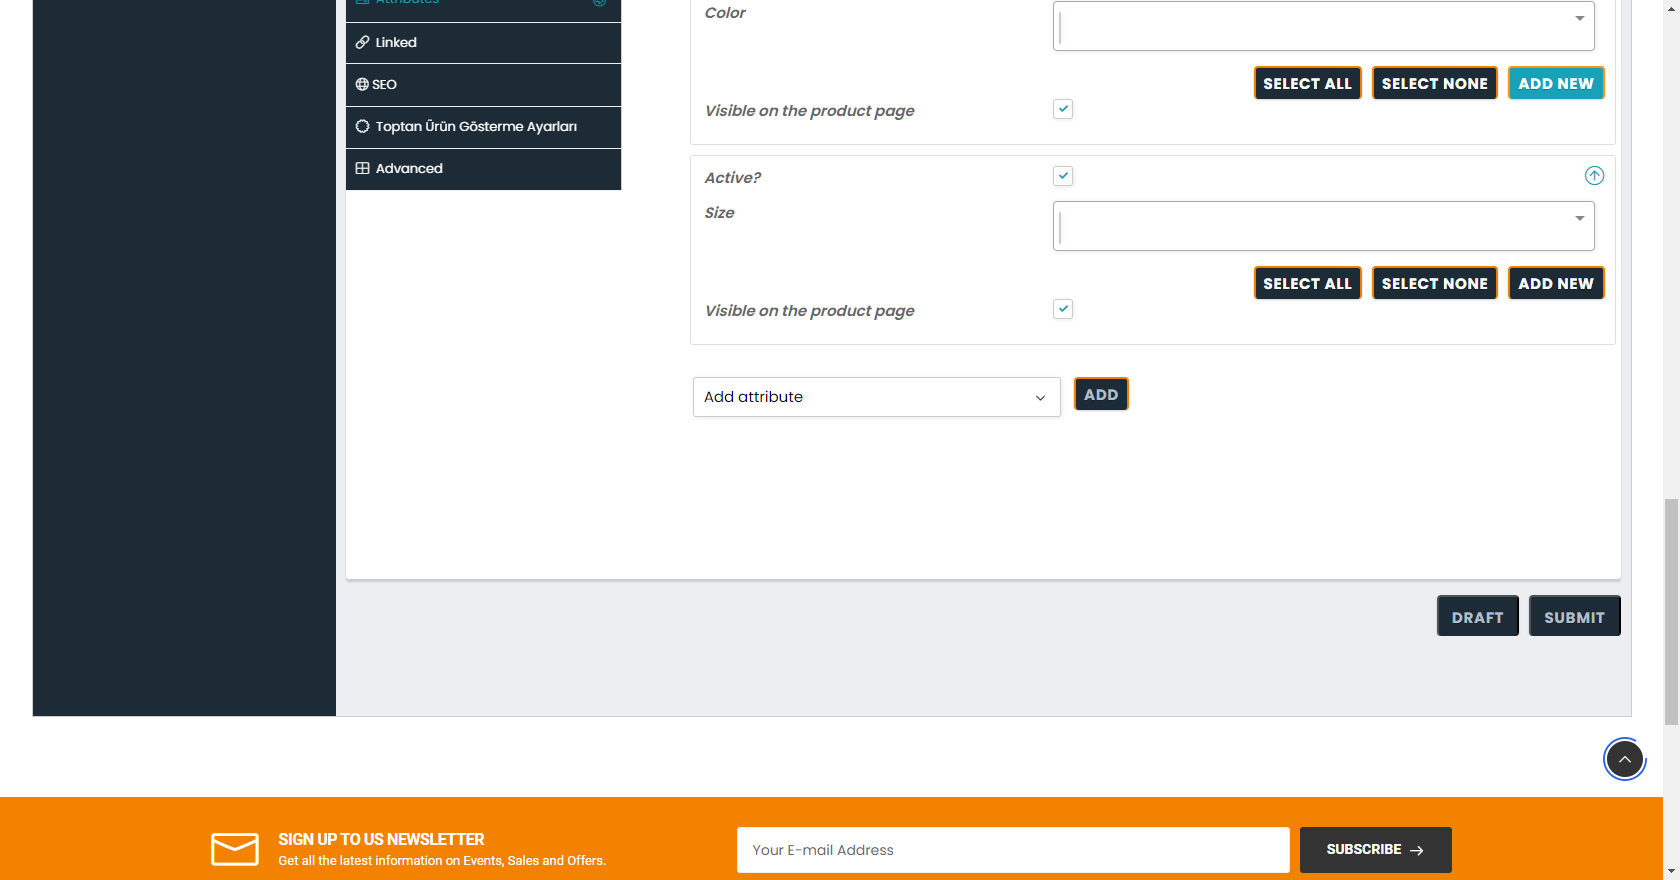 Attributes
Linked
SEO
Toptan Ürün Gösterme Ayarları
Advanced
Color
SELECT ALL SELECT NONE ADD NEW
Visible on the product page
Active?
Size
SELECT ALL SELECT NONE ADD NEW
Visible on the product page
Add attribute ADD
DRAFT SUBMIT
SIGN UP TO US NEWSLETTER
Get all the latest information on Events, Sales and Offers.
Your E-mail Address
SUBSCRIBE